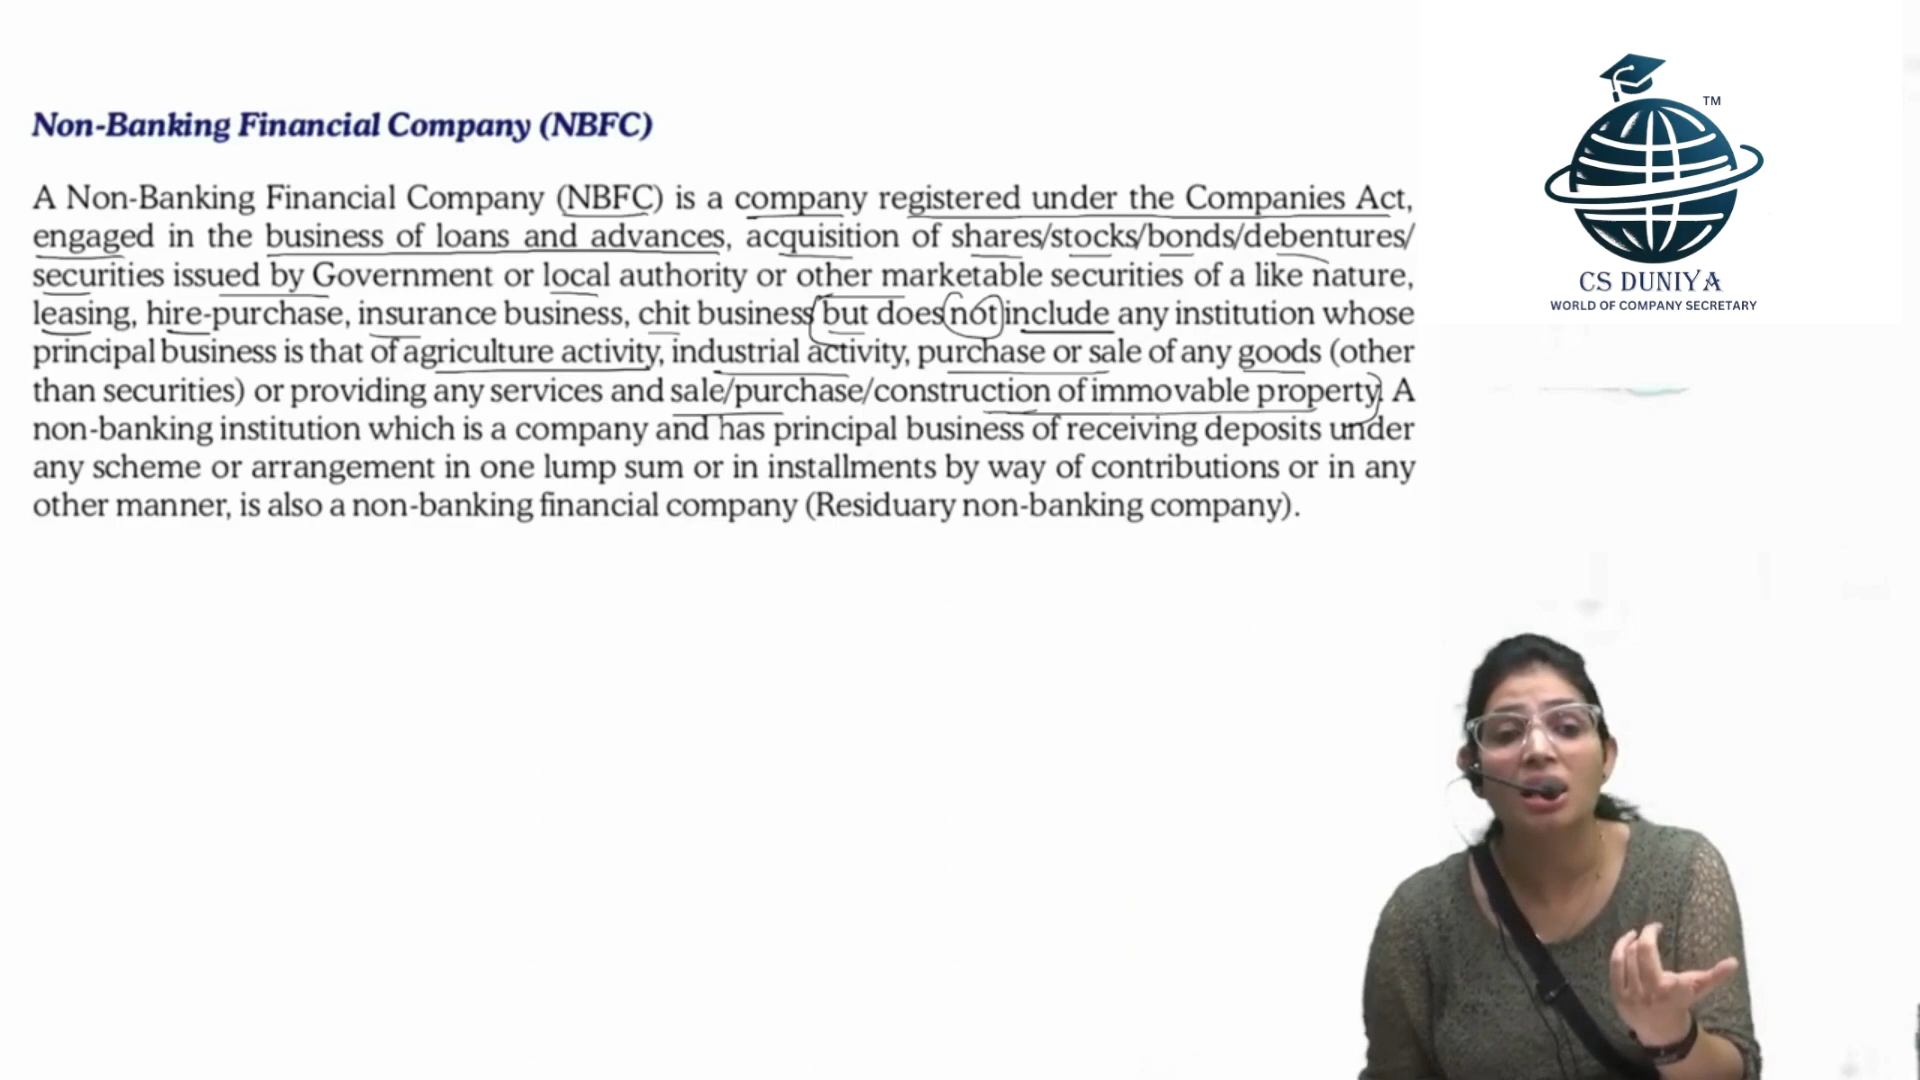 Non-Banking Financial Company (NBFC)
A Non-Banking Financial Company (NBFC) is a company registered under the Companies Act,
engaged in the business of loans and advances, acquisition of shares/stocks/bonds/debentures/
securities issued by Government or local authority or other marketable securities of a like nature,
leasing, hire-purchase, insurance business, chit business but does not include any institution whose
principal business is that of agriculture activity, industrial activity, purchase or sale of any goods (other
than securities) or providing any services and sale/purchase/construction of immovable property. A
non-banking institution which is a company and has principal business of receiving deposits under
any scheme or arrangement in one lump sum or in installments by way of contributions or in any
other manner, is also a non-banking financial company (Residuary non-banking company).
TM
CS DUNIYA
WORLD OF COMPANY SECRETARY